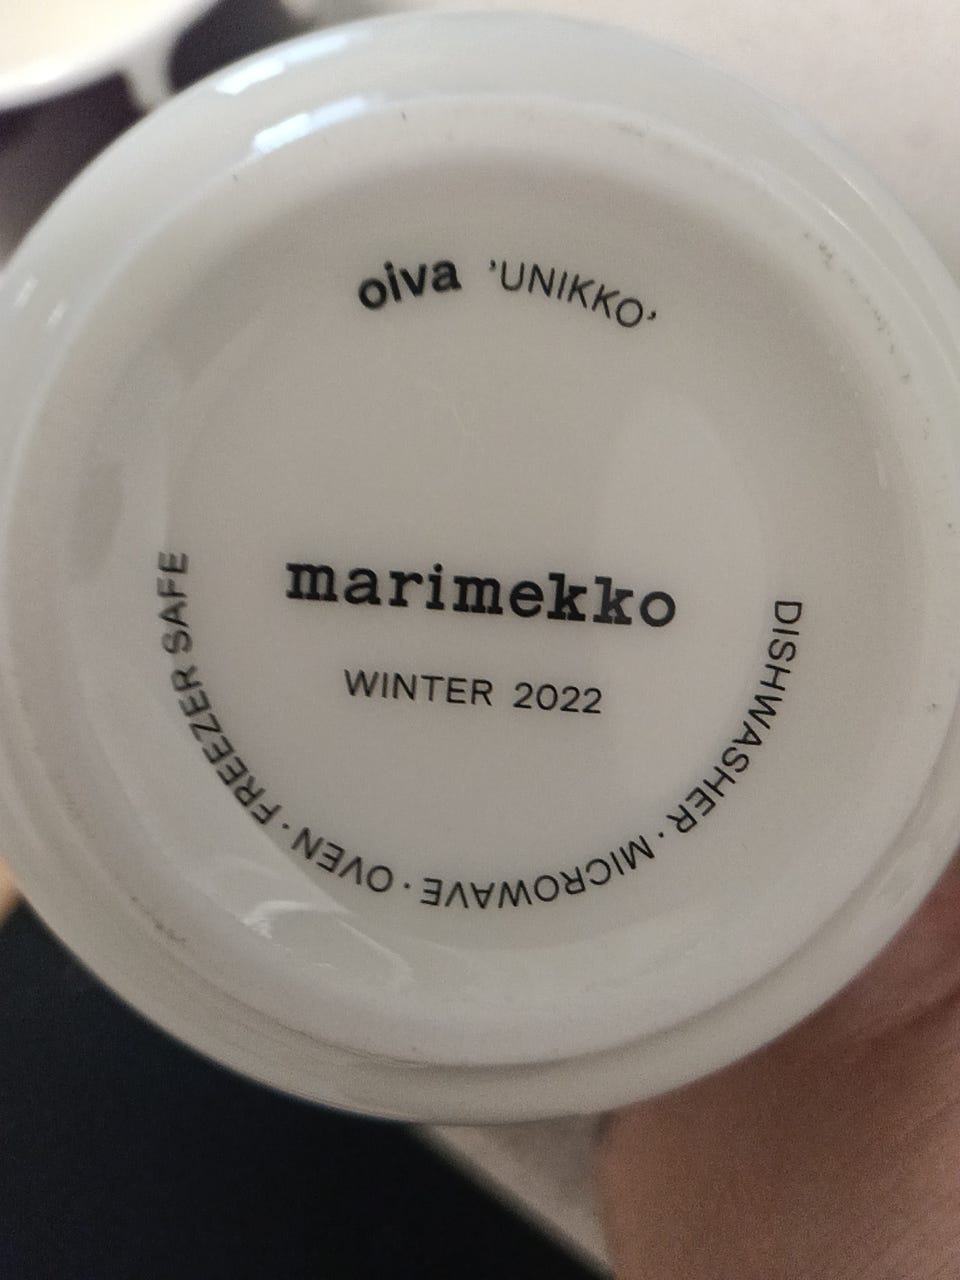 oiva 'UNIKKO'
marimekko
WINTER 2022
DISHWASHER · MICROWAVE · OVEN · FREEZER SAFE